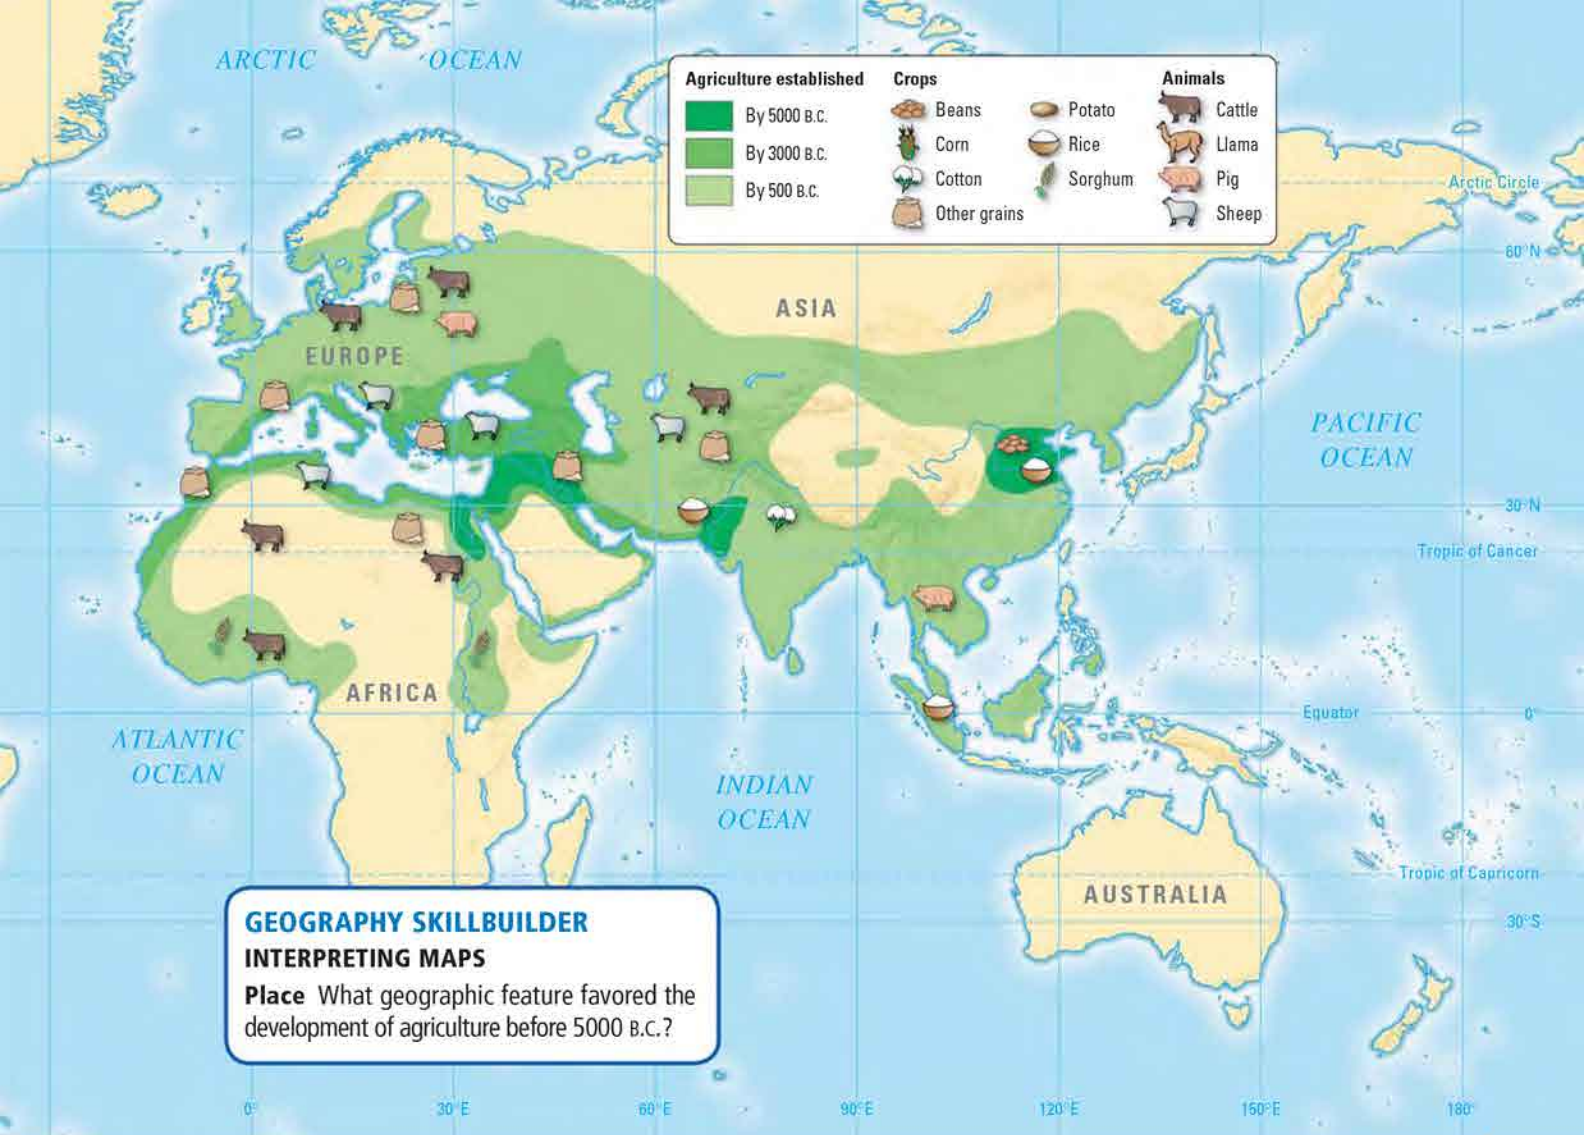 ARCTIC OCEAN
Agriculture established
By 5000 B.C.
By 3000 B.C.
By 500 B.C.
Crops
Beans
Corn
Cotton
Other grains
Potato
Rice
Sorghum
Animals
Cattle
Llama
Pig
Sheep
Arctic Circle
60°N
ASIA
EUROPE
PACIFIC
OCEAN
30°N
Tropic of Cancer
AFRICA
Equator
0°
ATLANTIC
OCEAN
INDIAN
OCEAN
Tropic of Capricorn
AUSTRALIA
30°S
GEOGRAPHY SKILLBUILDER
INTERPRETING MAPS
Place What geographic feature favored the
development of agriculture before 5000 B.C.?
0° 30°E 60°E 90°E 120°E 150°E 180°